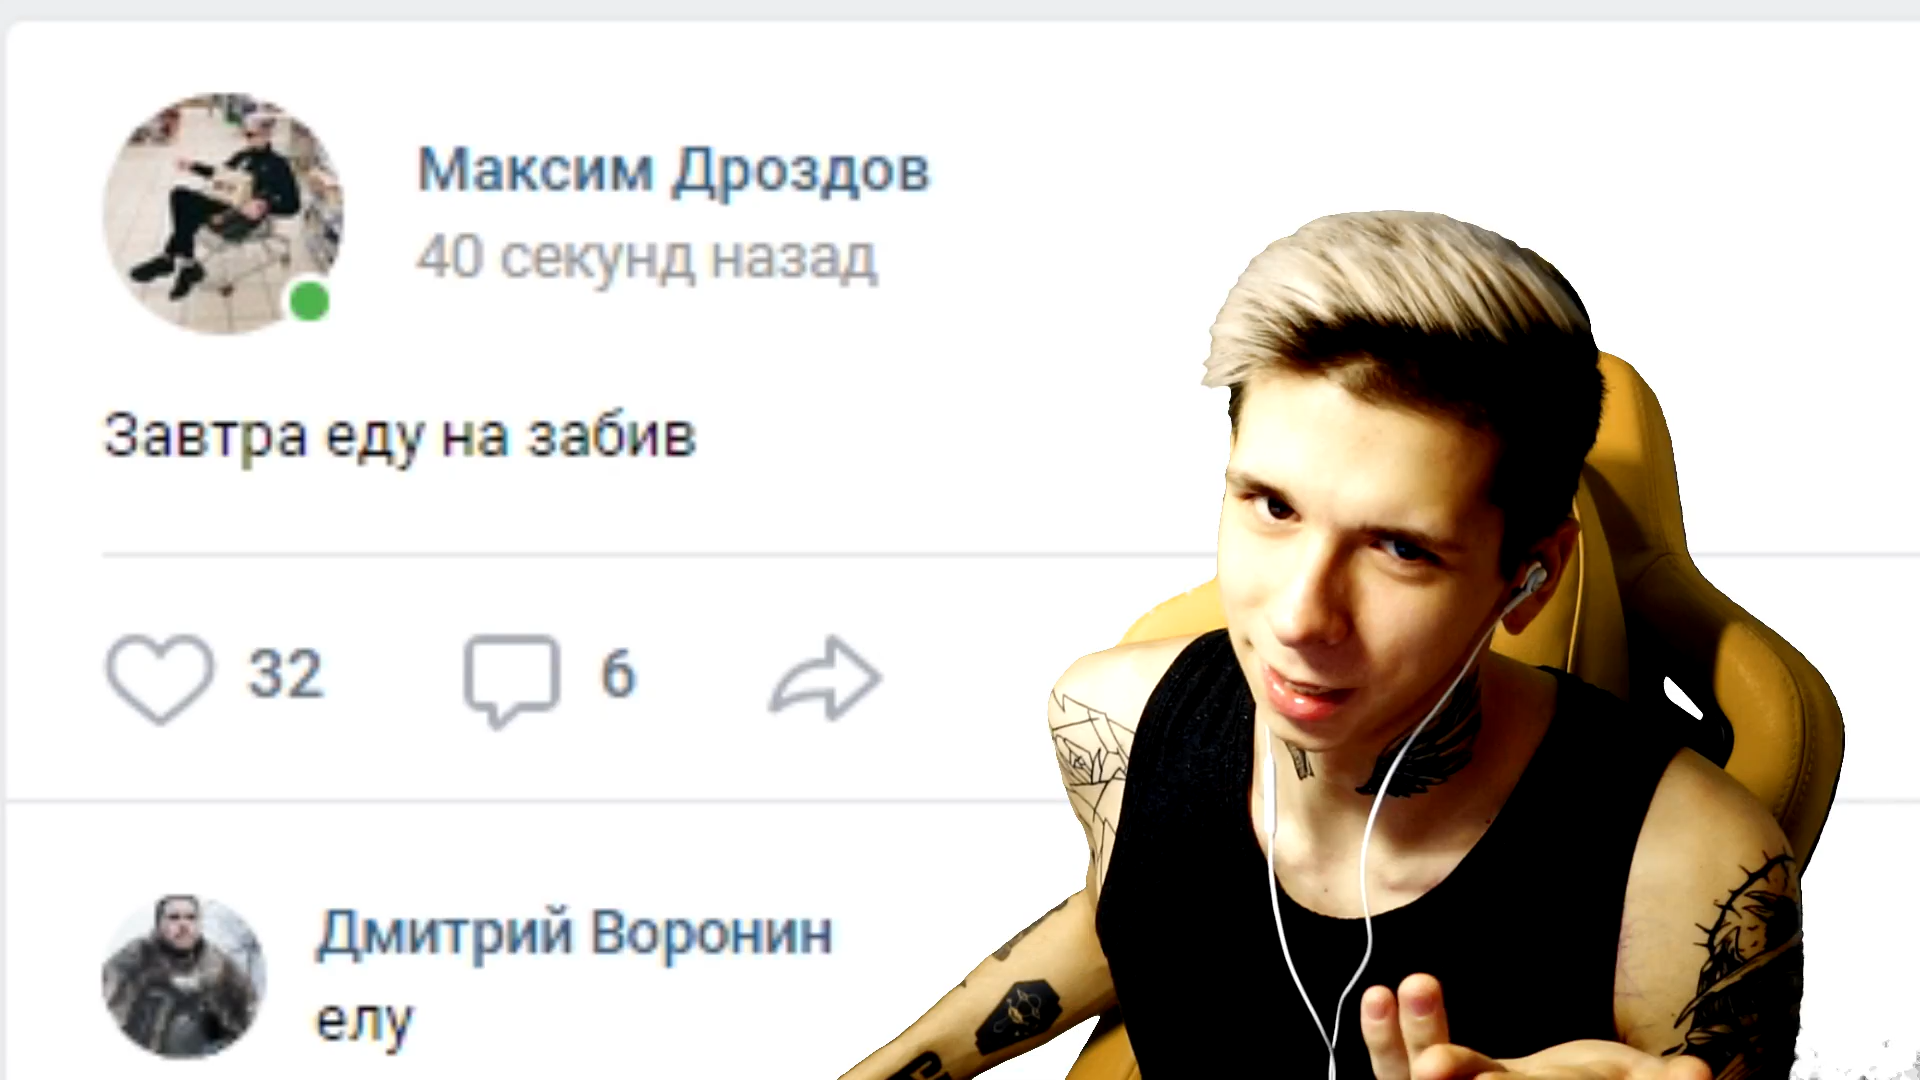 Максим Дроздов
40 секунд назад
Завтра еду на забив
32
6
Дмитрий Воронин
елу